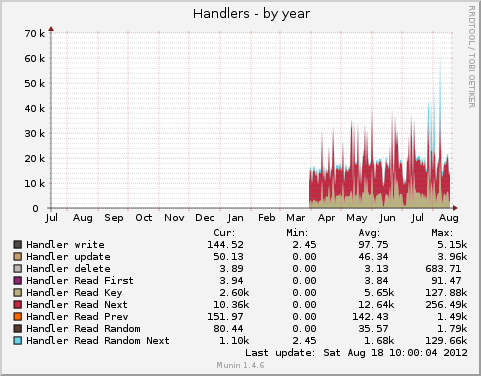 Handlers - by year
RRDTOOL / TOBI OETIKER
70 k
60 k
50 k
40 k
30 k
20 k
10 k
0
Jul Aug Sep Oct Nov Dec Jan Feb Mar Apr May Jun Jul Aug
Cur: Min: Avg: Max:
Handler write 144.52 2.45 97.75 5.15k
Handler update 50.13 0.00 46.34 3.96k
Handler delete 3.89 0.00 3.13 683.71
Handler Read First 3.94 0.00 3.84 91.47
Handler Read Key 2.60k 0.00 5.65k 127.88k
Handler Read Next 10.36k 0.00 12.64k 256.49k
Handler Read Prev 151.97 0.00 142.43 1.49k
Handler Read Random 80.44 0.00 35.57 1.79k
Handler Read Random Next 1.10k 2.45 1.68k 129.66k
Last update: Sat Aug 18 10:00:04 2012
Munin 1.4.6